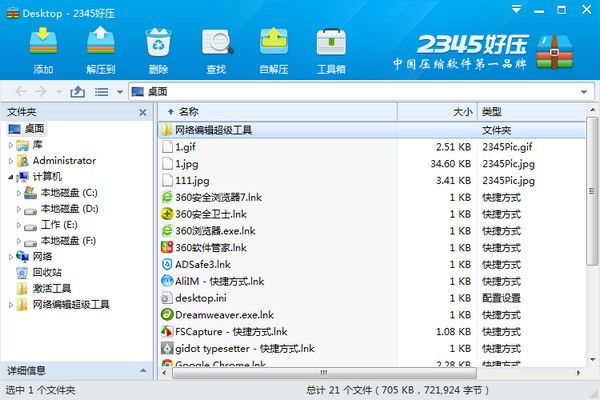 Desktop - 2345好压
添加 解压到 删除 查找 自解压 工具箱
2345好压
中国压缩软件第一品牌
桌面
文件夹 名称 大小 类型
桌面 网络编辑超级工具 文件夹
库 1.gif 2.51 KB 2345Pic.gif
Administrator 1.jpg 34.60 KB 2345Pic.jpg
计算机 111.jpg 3.41 KB 2345Pic.jpg
本地磁盘 (C:) 360安全浏览器7.lnk 1 KB 快捷方式
本地磁盘 (D:) 360安全卫士.lnk 1 KB 快捷方式
工作 (E:) 360浏览器.exe.lnk 1 KB 快捷方式
本地磁盘 (F:) 360软件管家.lnk 1 KB 快捷方式
网络 ADSafe3.lnk 1 KB 快捷方式
回收站 AliIM - 快捷方式.lnk 1 KB 快捷方式
激活工具 desktop.ini 1 KB 配置设置
网络编辑超级工具 Dreamweaver.exe.lnk 1 KB 快捷方式
FSCapture - 快捷方式.lnk 1.08 KB 快捷方式
gidot typesetter - 快捷方式.lnk 1 KB 快捷方式
详细信息 Google Chrome.lnk 2.28 KB 快捷方式
选中 1 个文件夹 总计 21 个文件 ( 705 KB，721,924 字节 )